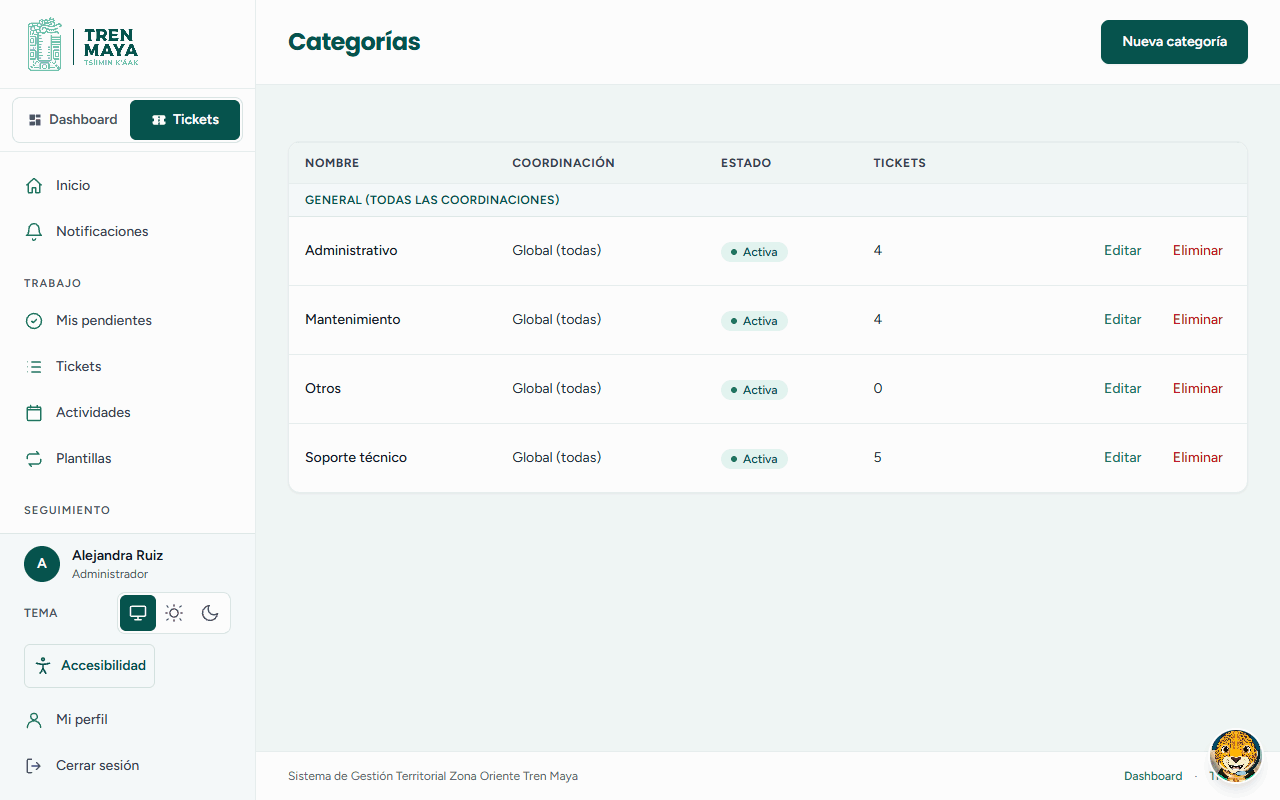 TREN
MAYA
TSÍIMIN K'ÁAK
Dashboard
Tickets
Inicio
Notificaciones
TRABAJO
Mis pendientes
Tickets
Actividades
Plantillas
SEGUIMIENTO
A
Alejandra Ruiz
Administrador
TEMA
Accesibilidad
Mi perfil
Cerrar sesión
Categorías
Nueva categoría
NOMBRE COORDINACIÓN ESTADO TICKETS
GENERAL (TODAS LAS COORDINACIONES)
Administrativo Global (todas) Activa 4 Editar Eliminar
Mantenimiento Global (todas) Activa 4 Editar Eliminar
Otros Global (todas) Activa 0 Editar Eliminar
Soporte técnico Global (todas) Activa 5 Editar Eliminar
Sistema de Gestión Territorial Zona Oriente Tren Maya
Dashboard ·